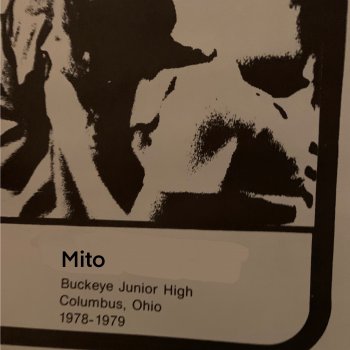 Mito
Buckeye Junior High
Columbus, Ohio
1978-1979